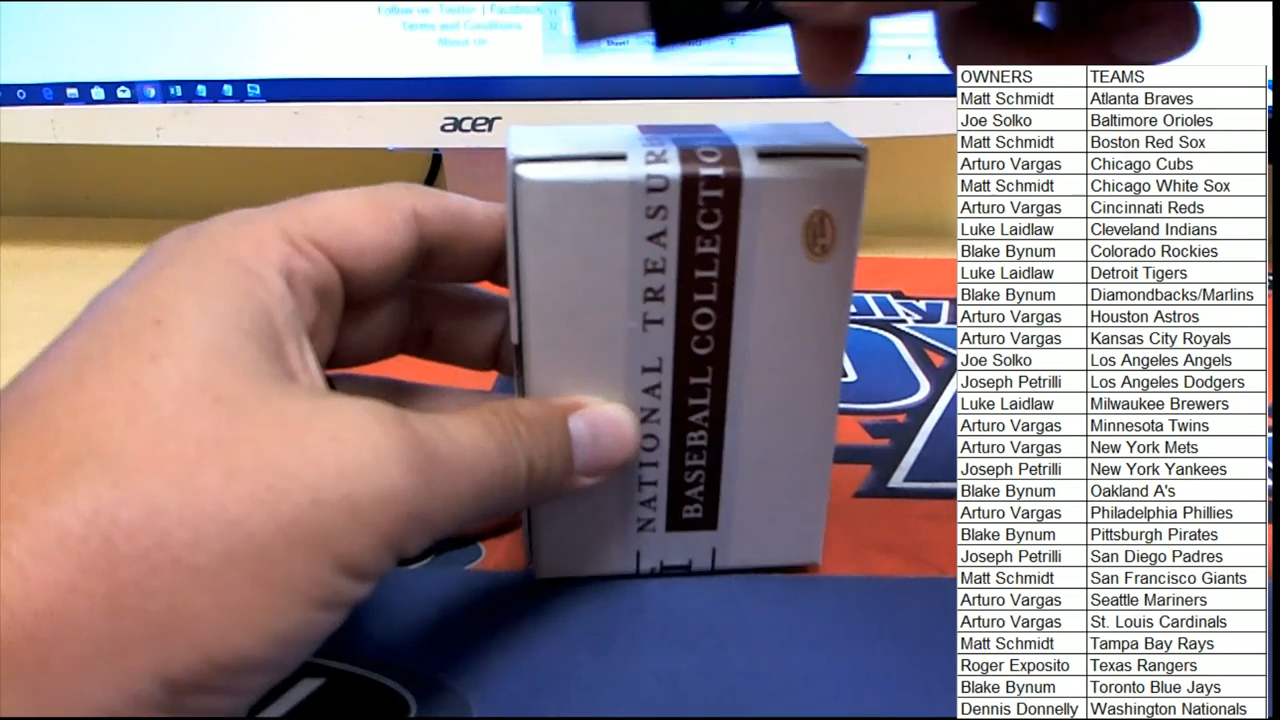 Follow us: Twitter | Facebook
Terms and Conditions
About Us
Sheet1
acer
NATIONAL TREASUR
BASEBALL COLLECTIO
OWNERS TEAMS
Matt Schmidt Atlanta Braves
Joe Solko Baltimore Orioles
Matt Schmidt Boston Red Sox
Arturo Vargas Chicago Cubs
Matt Schmidt Chicago White Sox
Arturo Vargas Cincinnati Reds
Luke Laidlaw Cleveland Indians
Blake Bynum Colorado Rockies
Luke Laidlaw Detroit Tigers
Blake Bynum Diamondbacks/Marlins
Arturo Vargas Houston Astros
Arturo Vargas Kansas City Royals
Joe Solko Los Angeles Angels
Joseph Petrilli Los Angeles Dodgers
Luke Laidlaw Milwaukee Brewers
Arturo Vargas Minnesota Twins
Arturo Vargas New York Mets
Joseph Petrilli New York Yankees
Blake Bynum Oakland A's
Arturo Vargas Philadelphia Phillies
Blake Bynum Pittsburgh Pirates
Joseph Petrilli San Diego Padres
Matt Schmidt San Francisco Giants
Arturo Vargas Seattle Mariners
Arturo Vargas St. Louis Cardinals
Matt Schmidt Tampa Bay Rays
Roger Exposito Texas Rangers
Blake Bynum Toronto Blue Jays
Dennis Donnelly Washington Nationals